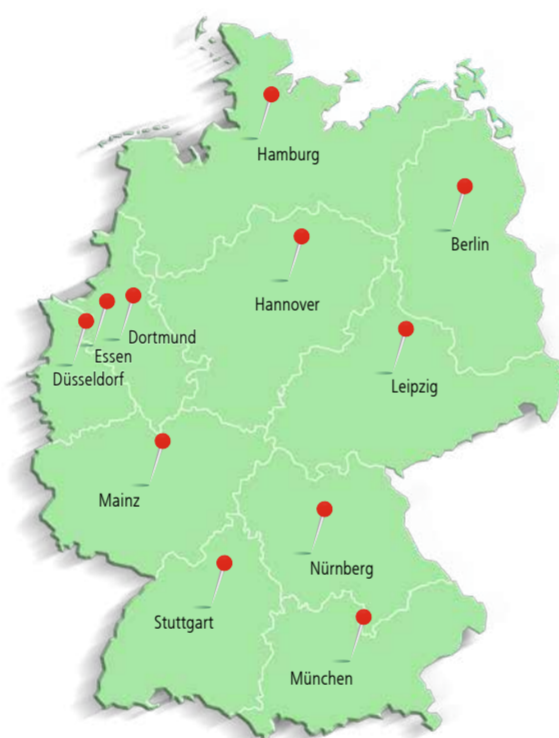 Hamburg
Berlin
Hannover
Dortmund
Essen
Düsseldorf
Leipzig
Mainz
Nürnberg
Stuttgart
München